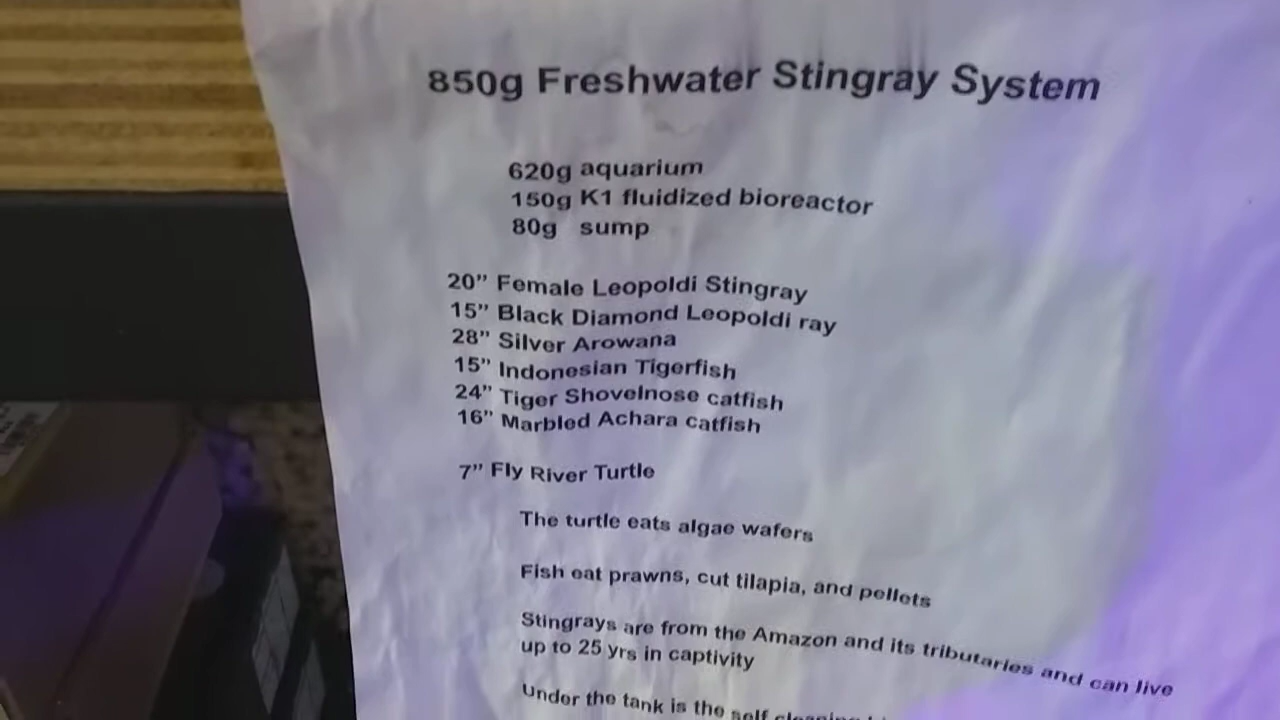 850g Freshwater Stingray System
620g aquarium
150g K1 fluidized bioreactor
80g sump
20” Female Leopoldi Stingray
15” Black Diamond Leopoldi ray
28” Silver Arowana
15” Indonesian Tigerfish
24” Tiger Shovelnose catfish
16” Marbled Achara catfish
7” Fly River Turtle
The turtle eats algae wafers
Fish eat prawns, cut tilapia, and pellets
Stingrays are from the Amazon and its tributaries and can live
up to 25 yrs in captivity
Under the tank is the self cleaning